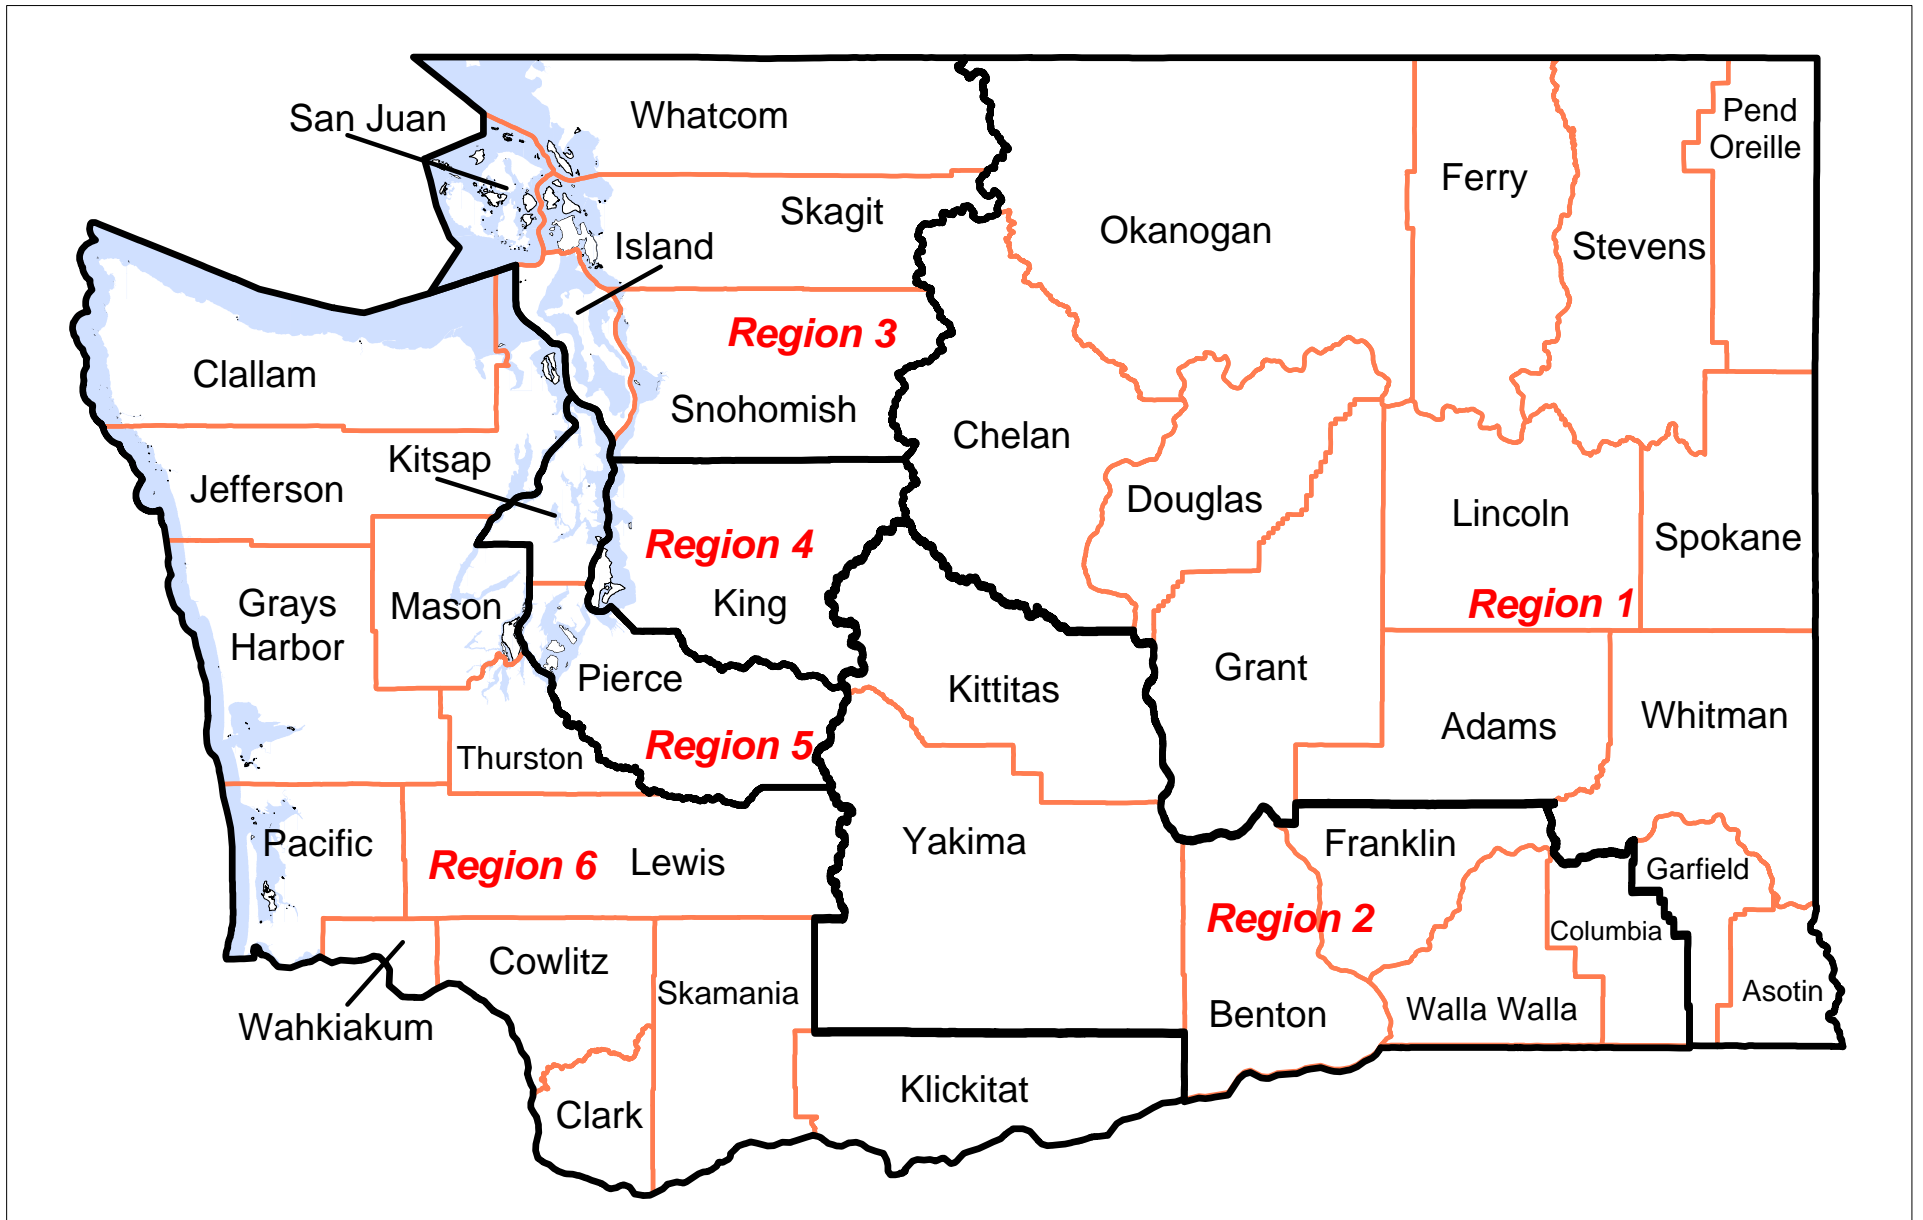 San Juan
Whatcom
Pend
Oreille
Ferry
Skagit
Okanogan
Island
Stevens
Region 3
Clallam
Snohomish
Chelan
Kitsap
Jefferson
Douglas
Lincoln
Spokane
Region 4
Grays
Harbor
Mason
King
Region 1
Pierce
Kittitas
Grant
Whitman
Adams
Region 5
Thurston
Pacific
Region 6
Lewis
Yakima
Franklin
Garfield
Region 2
Columbia
Cowlitz
Skamania
Asotin
Wahkiakum
Benton
Walla Walla
Klickitat
Clark